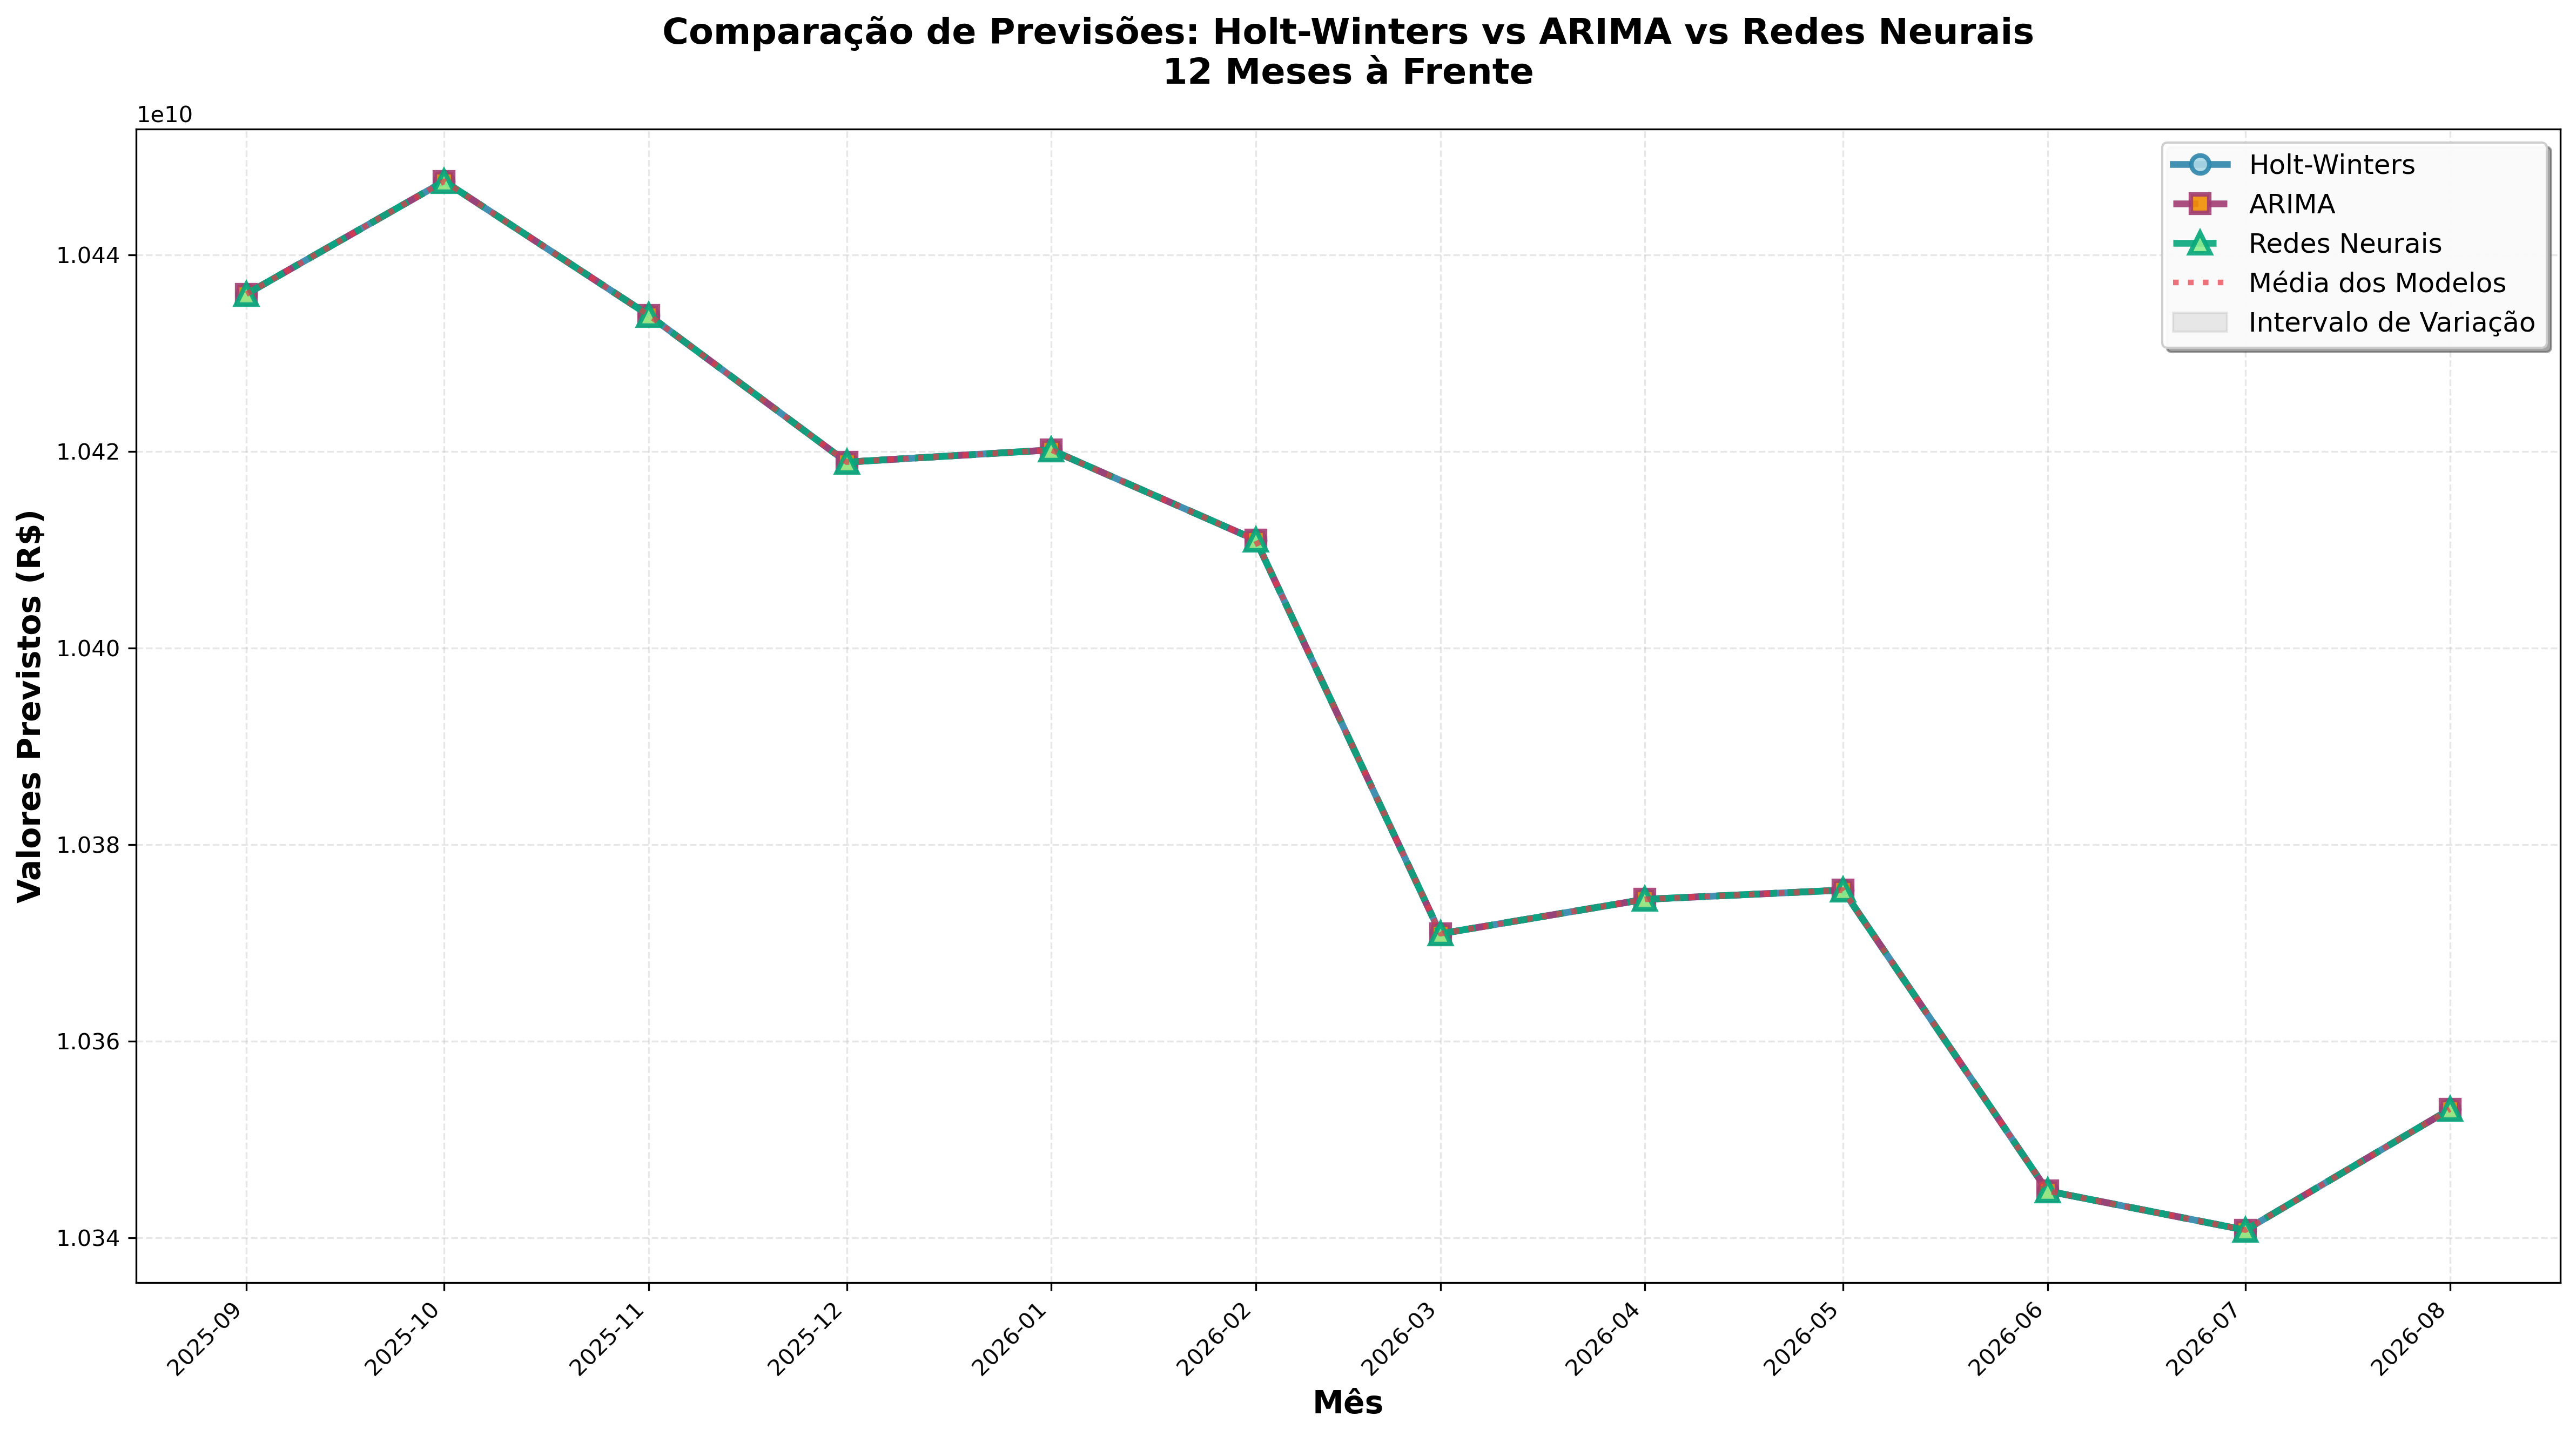 Comparação de Previsões: Holt-Winters vs ARIMA vs Redes Neurais
12 Meses à Frente
1e10
Holt-Winters
ARIMA
Redes Neurais
Média dos Modelos
Intervalo de Variação
Valores Previstos (R$)
1.044
1.042
1.040
1.038
1.036
1.034
2025-09
2025-10
2025-11
2025-12
2026-01
2026-02
2026-03
2026-04
2026-05
2026-06
2026-07
2026-08
Mês